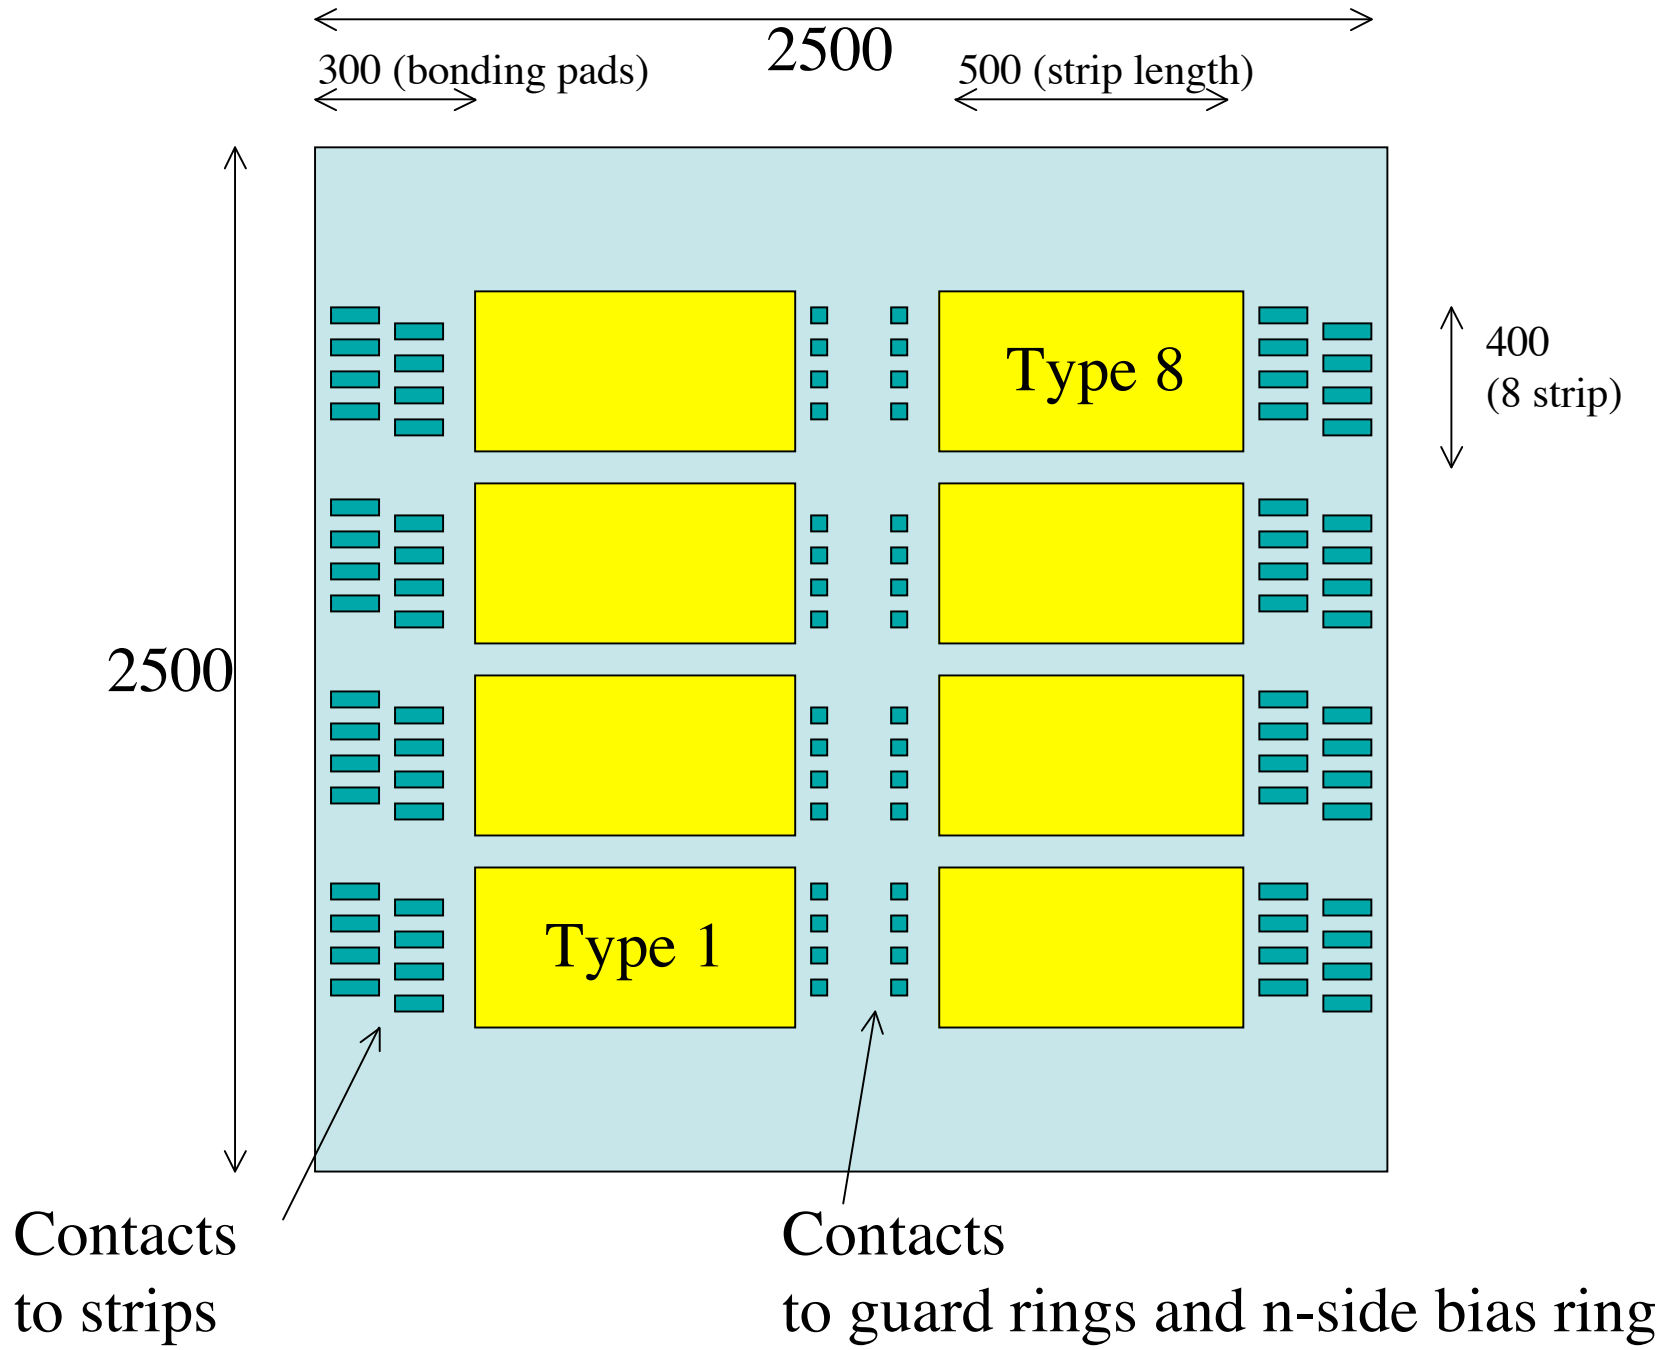 2500
300 (bonding pads)
500 (strip length)
Type 8
400
(8 strip)
2500
Type 1
Contacts
to strips
Contacts
to guard rings and n-side bias ring